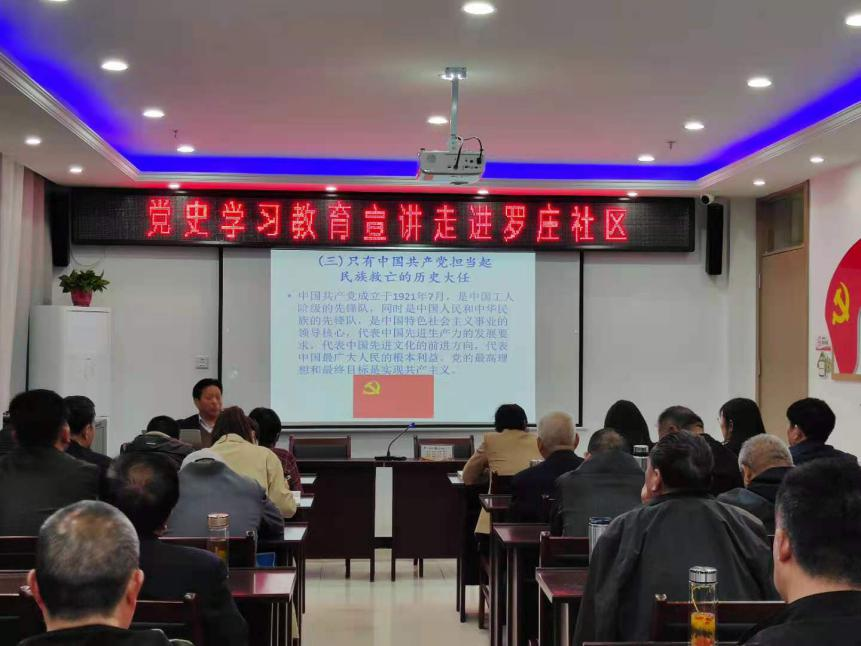 党史学习教育宣讲走进罗庄社区
(三)只有中国共产党担当起
民族救亡的历史大任
• 中国共产党成立于1921年7月，是中国工人
阶级的先锋队，同时是中国人民和中华民
族的先锋队，是中国特色社会主义事业的
领导核心，代表中国先进生产力的发展要
求，代表中国先进文化的前进方向，代表
中国最广大人民的根本利益。党的最高理
想和最终目标是实现共产主义。